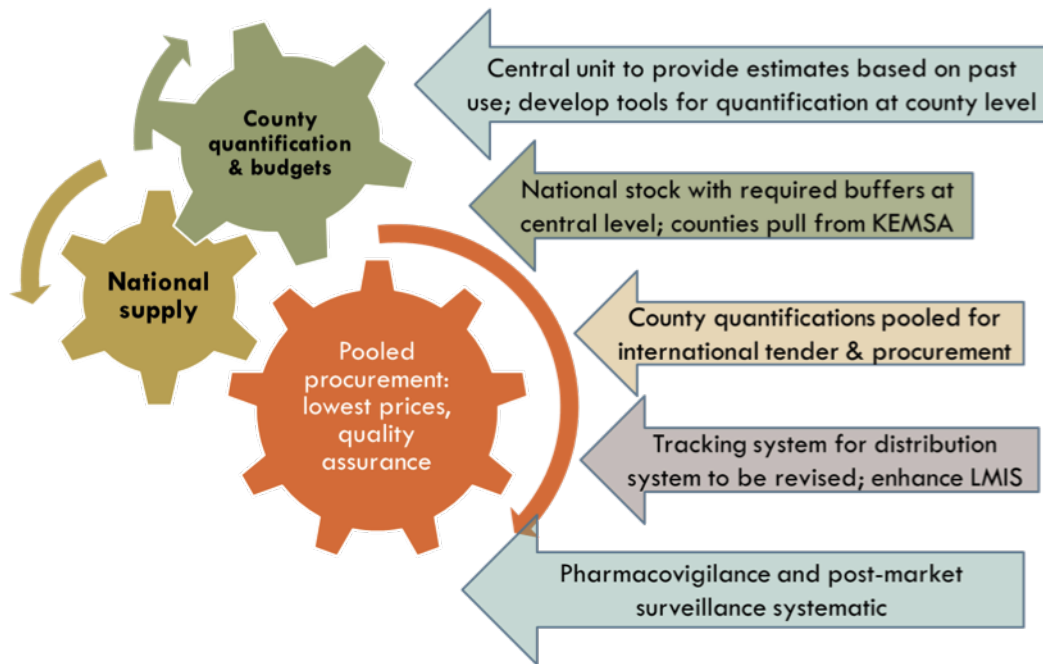 County
quantification
& budgets
National
supply
Pooled
procurement:
lowest prices,
quality
assurance
Central unit to provide estimates based on past
use; develop tools for quantification at county level
National stock with required buffers at
central level; counties pull from KEMSA
County quantifications pooled for
international tender & procurement
Tracking system for distribution
system to be revised; enhance LMIS
Pharmacovigilance and post-market
surveillance systematic